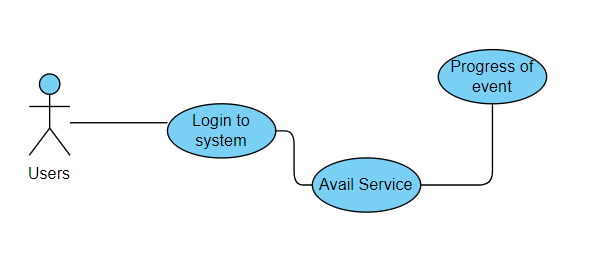 Progress of
event
Login to
system
Users
Avail Service